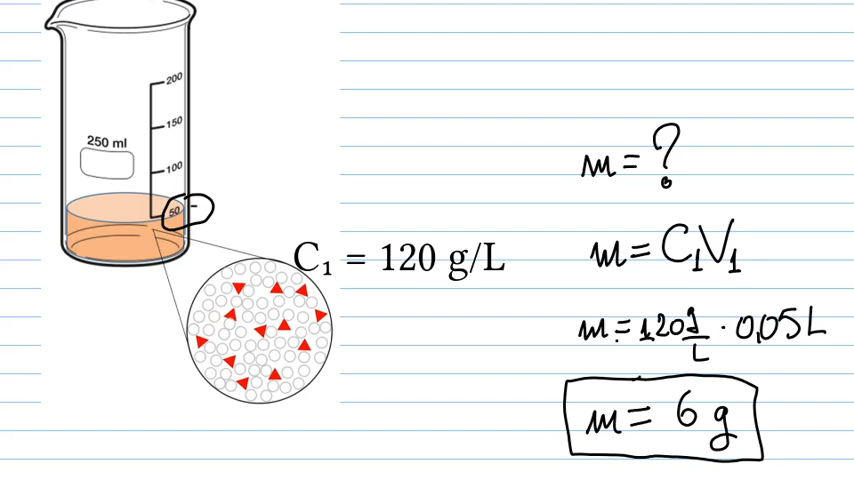 200
150
250 ml
100
50
m = ?
C₁ = 120 g/L
m = C₁V₁
m = 120 g/L · 0,05 L
m = 6 g